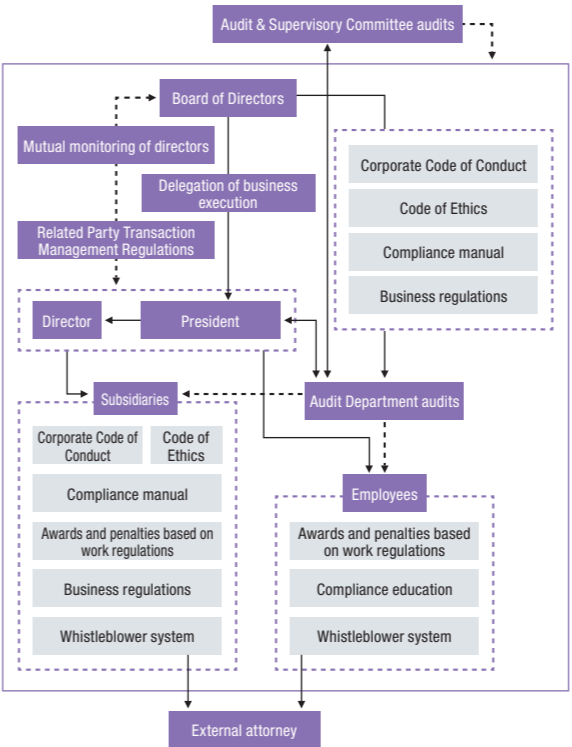 Audit & Supervisory Committee audits
Board of Directors
Mutual monitoring of directors
Delegation of business
execution
Related Party Transaction
Management Regulations
Corporate Code of Conduct
Code of Ethics
Compliance manual
Business regulations
Director
President
Subsidiaries
Audit Department audits
Corporate Code of
Conduct
Code of
Ethics
Compliance manual
Awards and penalties based on
work regulations
Business regulations
Whistleblower system
Employees
Awards and penalties based
on work regulations
Compliance education
Whistleblower system
External attorney